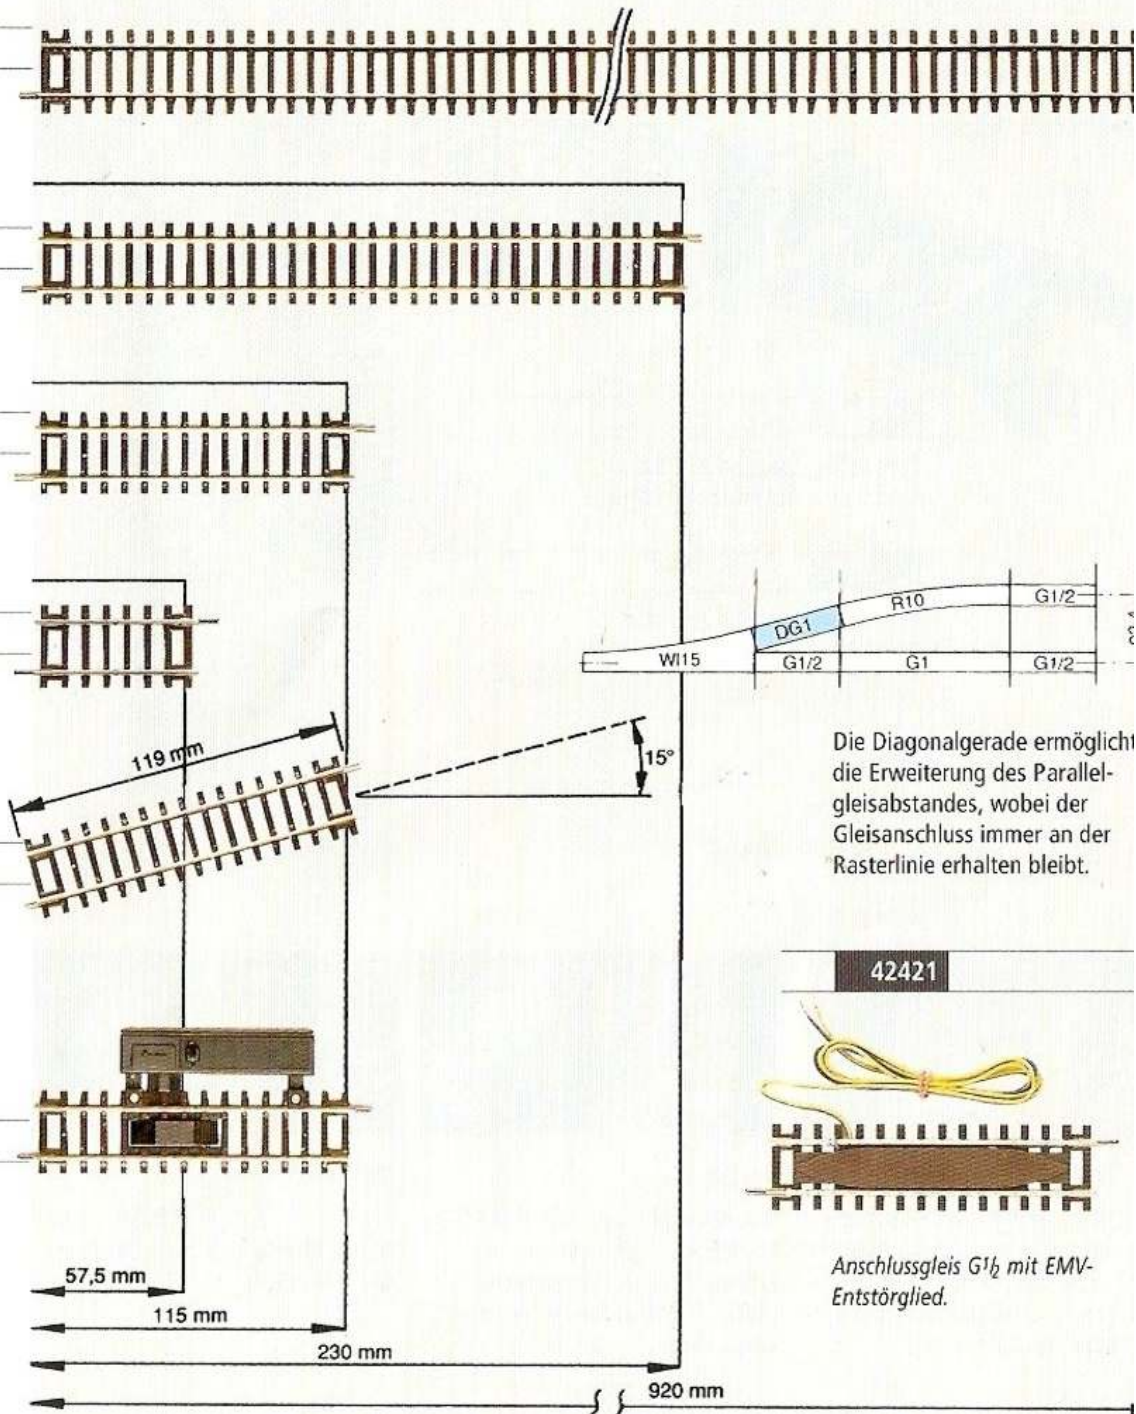 R10
G1/2
DG1
WI15
G1/2
G1
G1/2
119 mm
15°
Die Diagonalgerade ermöglicht
die Erweiterung des Parallel-
gleisabstandes, wobei der
Gleisanschluss immer an der
Rasterlinie erhalten bleibt.
42421
Anschlussgleis G½ mit EMV-
Entstörglied.
57,5 mm
115 mm
230 mm
920 mm